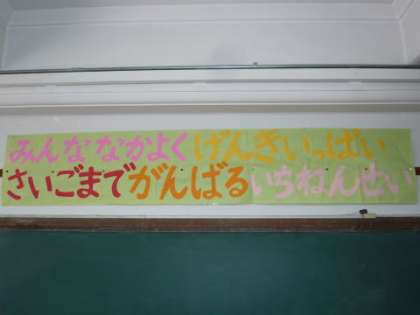 みんな なかよく げんきいっぱい
さいごまで がんばる いちねんせい